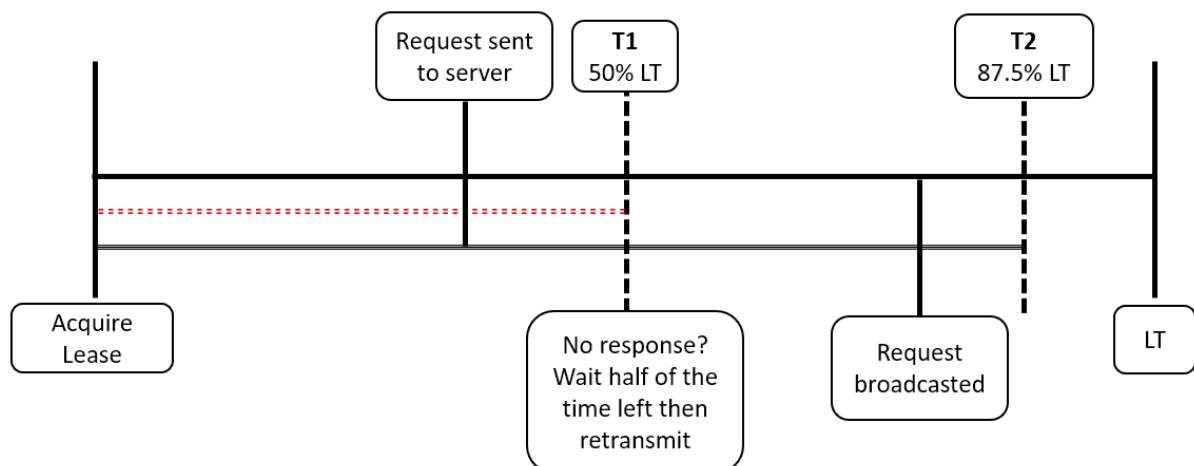 Request sent
to server
T1
50% LT
T2
87.5% LT
Acquire
Lease
No response?
Wait half of the
time left then
retransmit
Request
broadcasted
LT